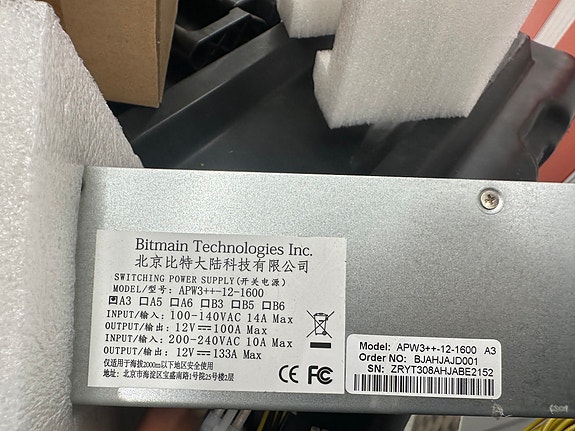 Bitmain Technologies Inc.
北京比特大陆科技有限公司
SWITCHING POWER SUPPLY(开关电源)
MODEL/型号: APW3++-12-1600
☑A3 □A5 □A6 □B3 □B5 □B6
INPUT/输入: 100-140VAC 14A Max
OUTPUT/输出: 12V⎓100A Max
INPUT/输入: 200-240VAC 10A Max
OUTPUT/输出: 12V⎓133A Max
仅适用于海拔2000m以下地区安全使用
地址: 北京市海淀区宝盛南路1号院25号楼2层
CE FC
Model: APW3++-12-1600 A3
Order NO: BJAHJAJD001
SN: ZRYT308AHJABE2152